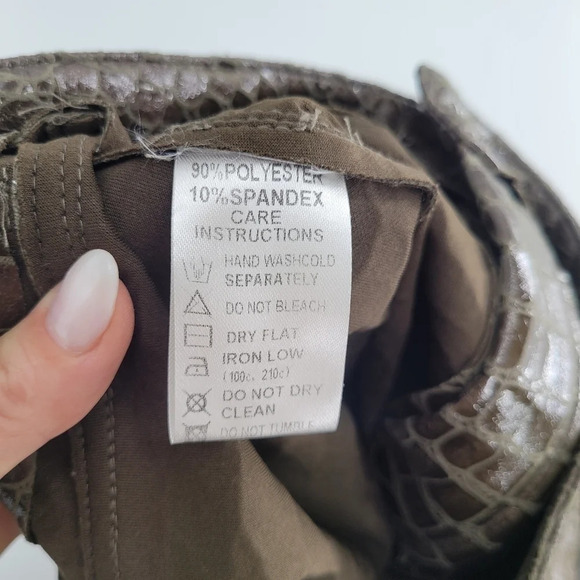 90% POLYESTER
10% SPANDEX
CARE
INSTRUCTIONS
HAND WASHCOLD
SEPARATELY
DO NOT BLEACH
DRY FLAT
IRON LOW
(100c, 210c)
DO NOT DRY
CLEAN
DO NOT TUMBLE